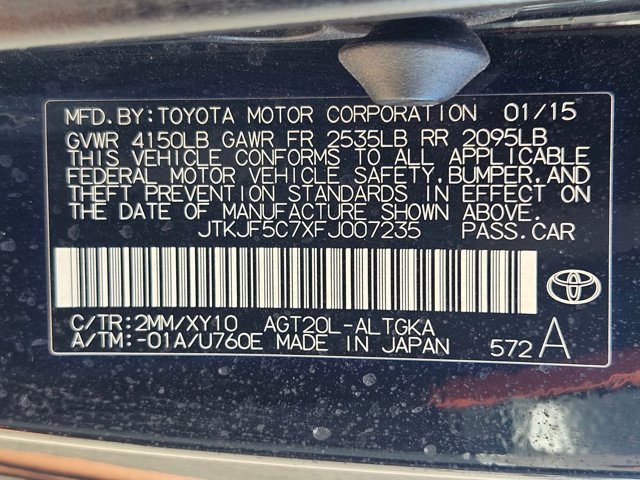 MFD. BY: TOYOTA MOTOR CORPORATION 01/15
GVWR 4150LB GAWR FR 2535LB RR 2095LB
THIS VEHICLE CONFORMS TO ALL APPLICABLE
FEDERAL MOTOR VEHICLE SAFETY, BUMPER, AND
THEFT PREVENTION STANDARDS IN EFFECT ON
THE DATE OF MANUFACTURE SHOWN ABOVE.
JTKJF5C7XFJ007235 PASS.CAR
C/TR:2MM/XY10 AGT20L-ALTGKA
A/TM:-01A/U760E MADE IN JAPAN 572 A